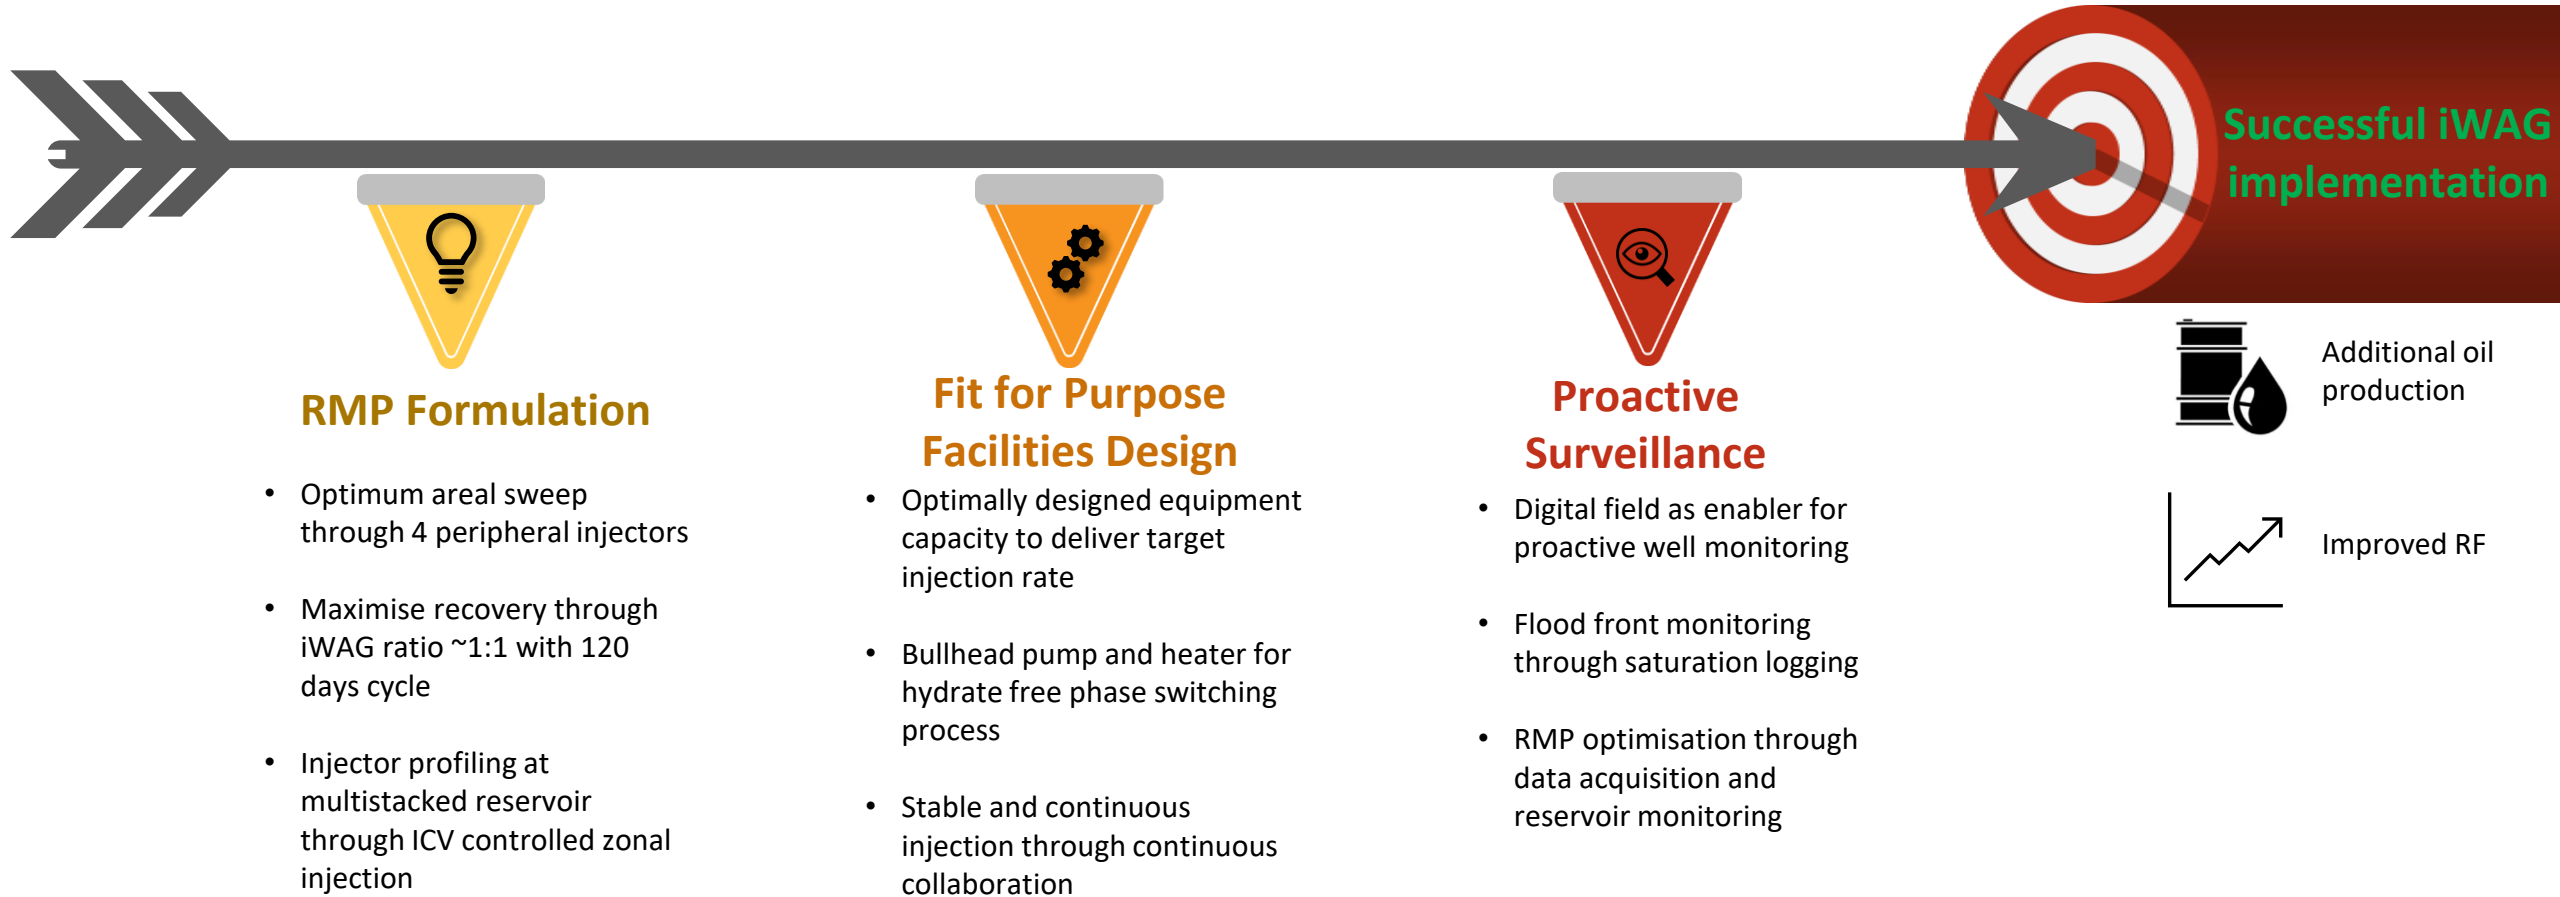 Successful iWAG
implementation
RMP Formulation
• Optimum areal sweep
through 4 peripheral injectors
• Maximise recovery through
iWAG ratio ~1:1 with 120
days cycle
• Injector profiling at
multistacked reservoir
through ICV controlled zonal
injection
Fit for Purpose
Facilities Design
• Optimally designed equipment
capacity to deliver target
injection rate
• Bullhead pump and heater for
hydrate free phase switching
process
• Stable and continuous
injection through continuous
collaboration
Proactive
Surveillance
• Digital field as enabler for
proactive well monitoring
• Flood front monitoring
through saturation logging
• RMP optimisation through
data acquisition and
reservoir monitoring
Additional oil
production
Improved RF